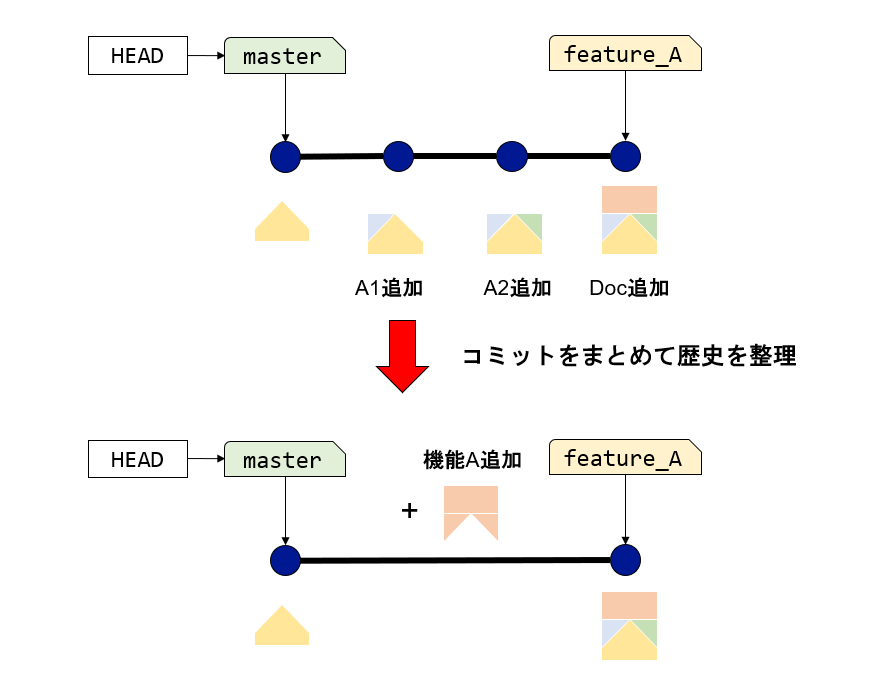 HEAD
master
feature_A
A1追加
A2追加
Doc追加
コミットをまとめて歴史を整理
HEAD
master
機能A追加
feature_A
+